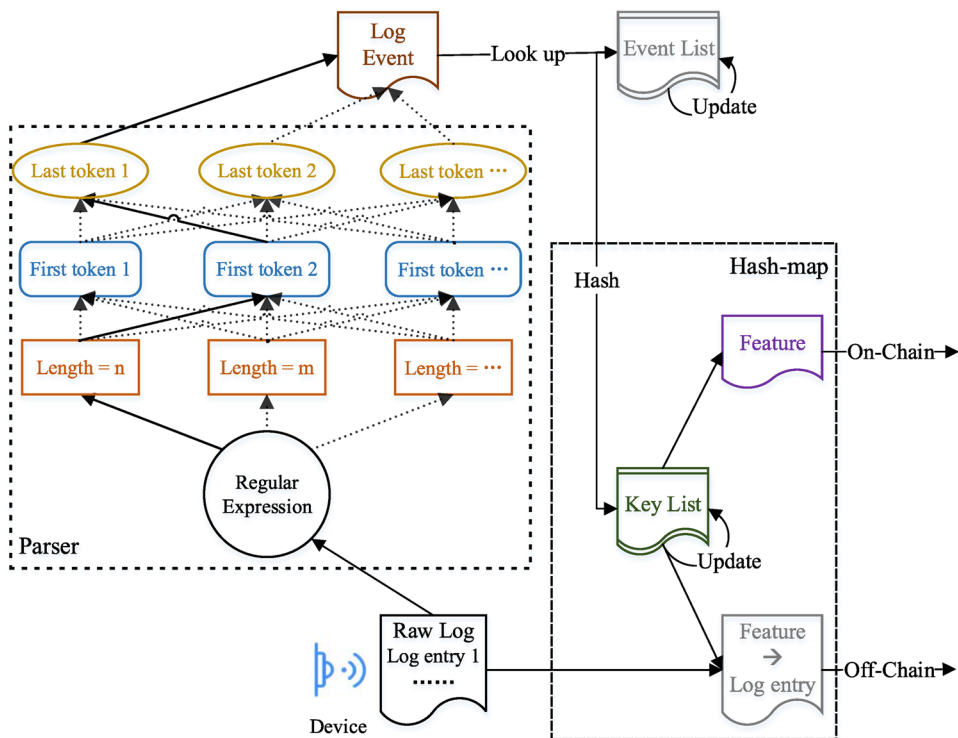 Log
Event
Look up
Event List
Update
Last token 1
Last token 2
Last token ···
First token 1
First token 2
First token ···
Hash
Hash-map
Length = n
Length = m
Length = ···
Feature
On-Chain
Regular
Expression
Key List
Parser
Update
Raw Log
Log entry 1
······
Feature
→
Log entry
Off-Chain
Device